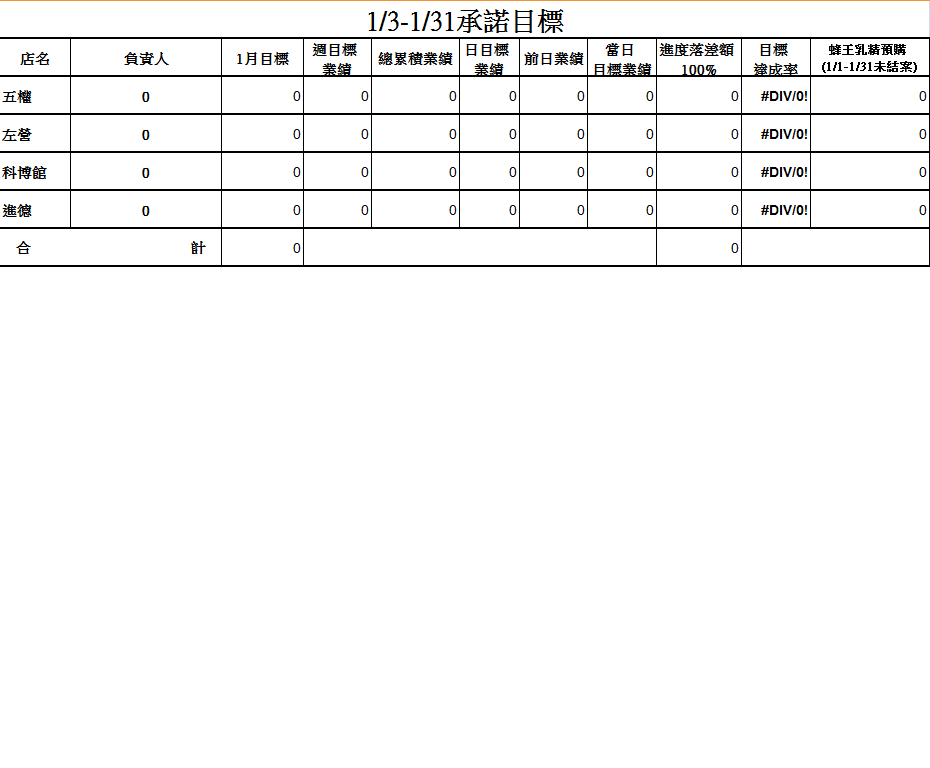 1/3-1/31承諾目標
店名 負責人 1月目標 週目標 業績 總累積業績 日目標 業績 前日業績 當日 目標業績 進度落差額 100% 目標 達成率 蜂王乳精預購 (1/1-1/31未結案)
五權 0 0 0 0 0 0 0 0 #DIV/0! 0
左營 0 0 0 0 0 0 0 0 #DIV/0! 0
科博館 0 0 0 0 0 0 0 0 #DIV/0! 0
進德 0 0 0 0 0 0 0 0 #DIV/0! 0
合 計 0 0